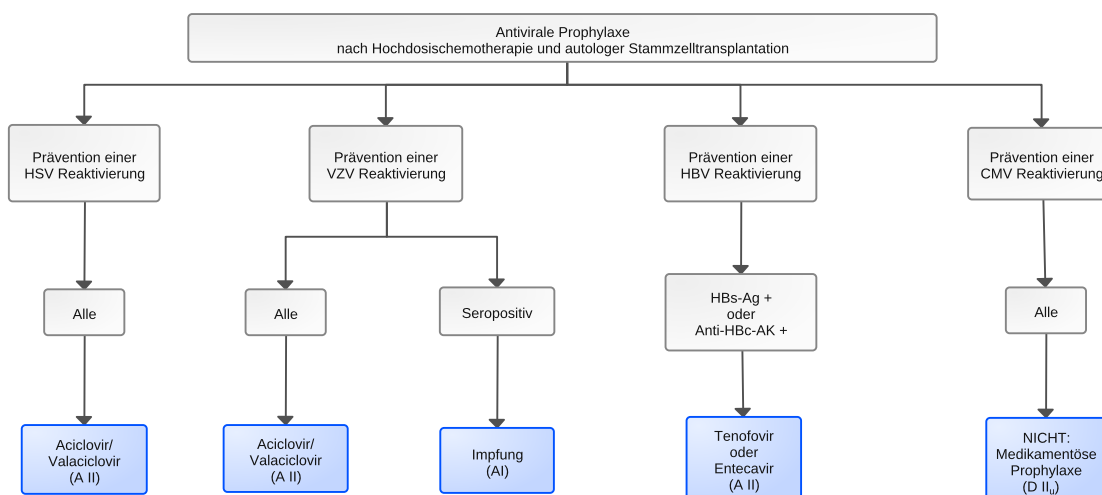 Antivirale Prophylaxe
nach Hochdosischemotherapie und autologer Stammzelltransplantation
Prävention einer
HSV Reaktivierung
Prävention einer
VZV Reaktivierung
Prävention einer
HBV Reaktivierung
Prävention einer
CMV Reaktivierung
Alle
Alle
Seropositiv
HBs-Ag +
oder
Anti-HBc-AK +
Alle
Aciclovir/
Valaciclovir
(A II)
Aciclovir/
Valaciclovir
(A II)
Impfung
(AI)
Tenofovir
oder
Entecavir
(A II)
NICHT:
Medikamentöse
Prophylaxe
(D IIu)